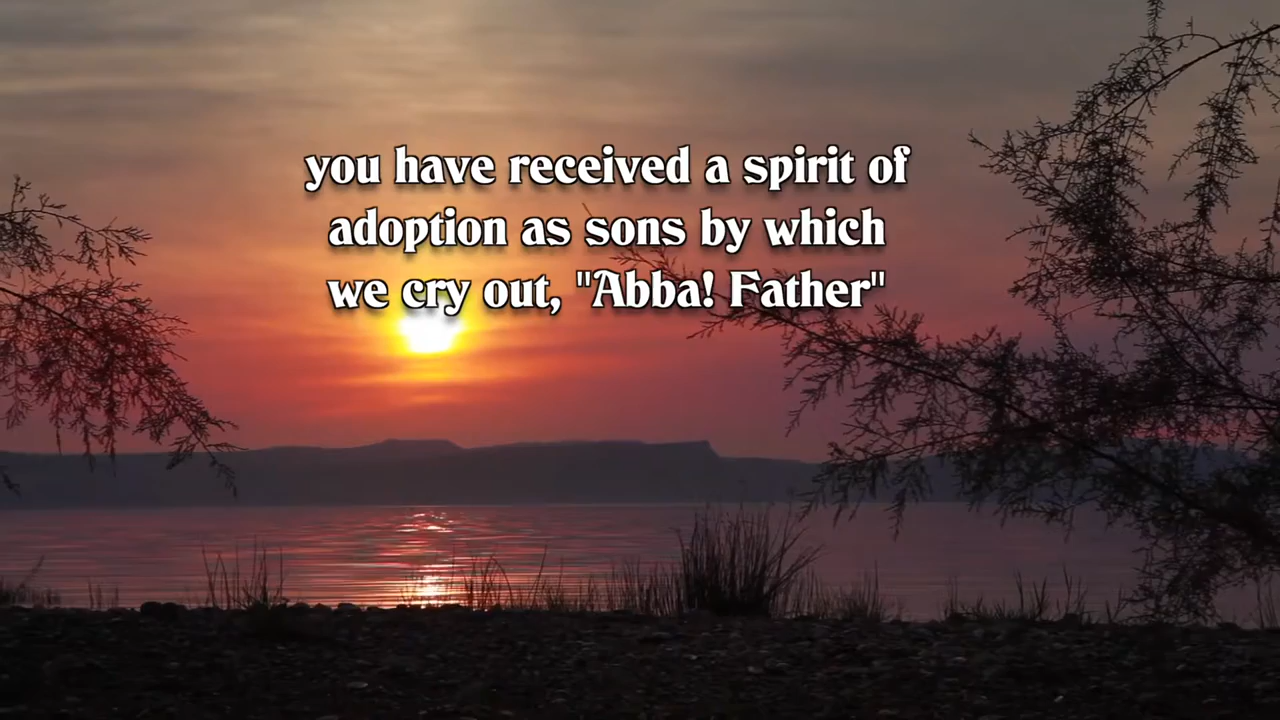 you have received a spirit of
adoption as sons by which
we cry out, "Abba! Father"